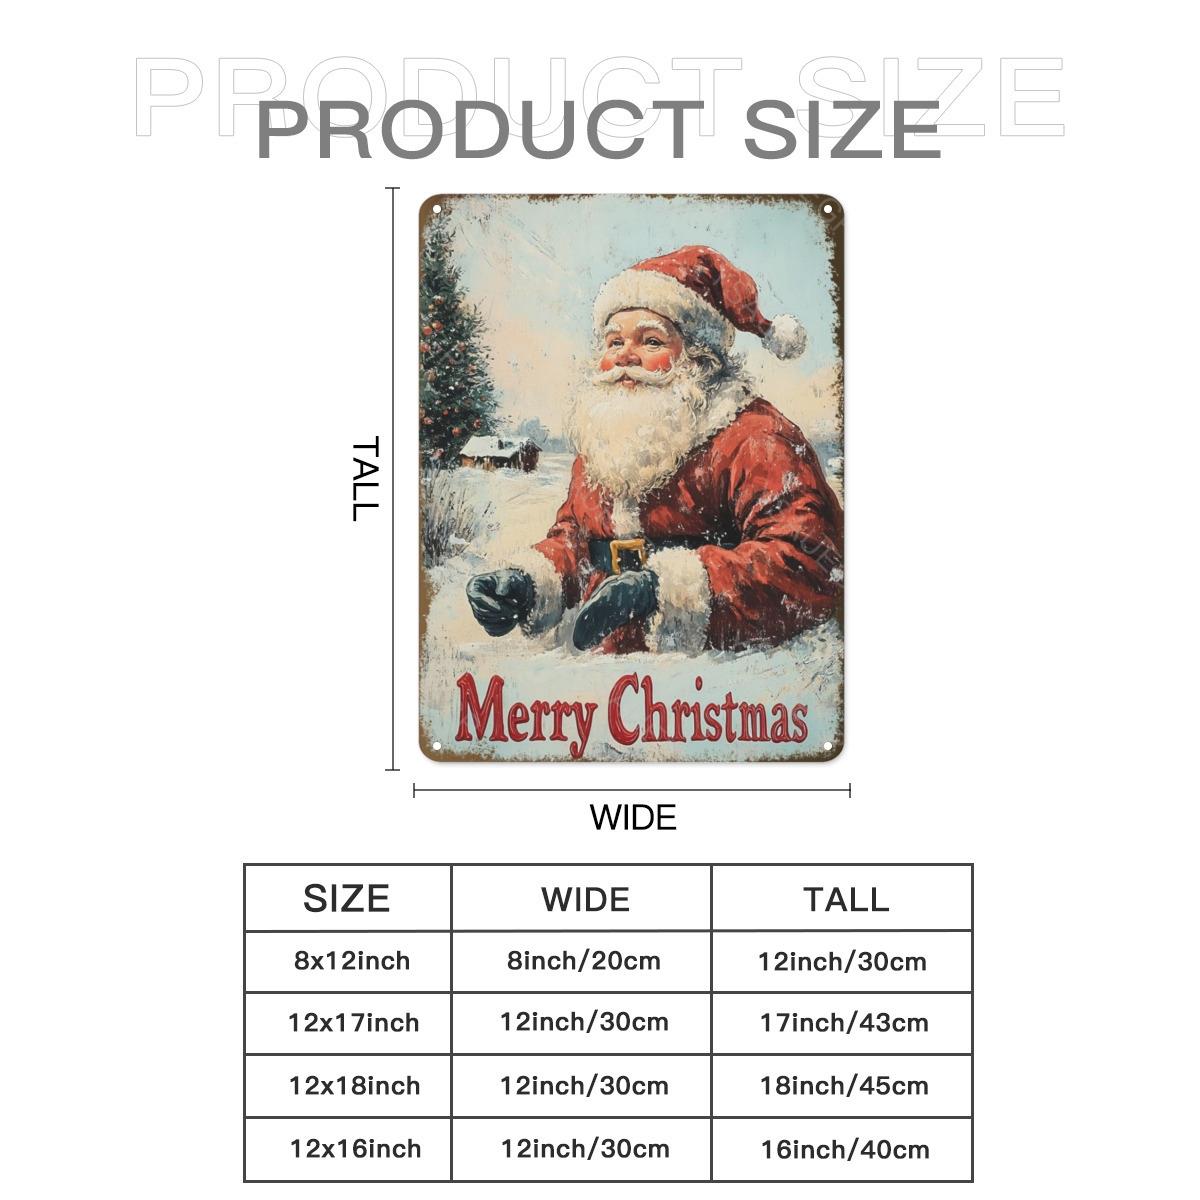 PRODUCT SIZE
PRODUCT SIZE
TALL
Merry Christmas
WIDE
SIZE WIDE TALL
8x12inch 8inch/20cm 12inch/30cm
12x17inch 12inch/30cm 17inch/43cm
12x18inch 12inch/30cm 18inch/45cm
12x16inch 12inch/30cm 16inch/40cm